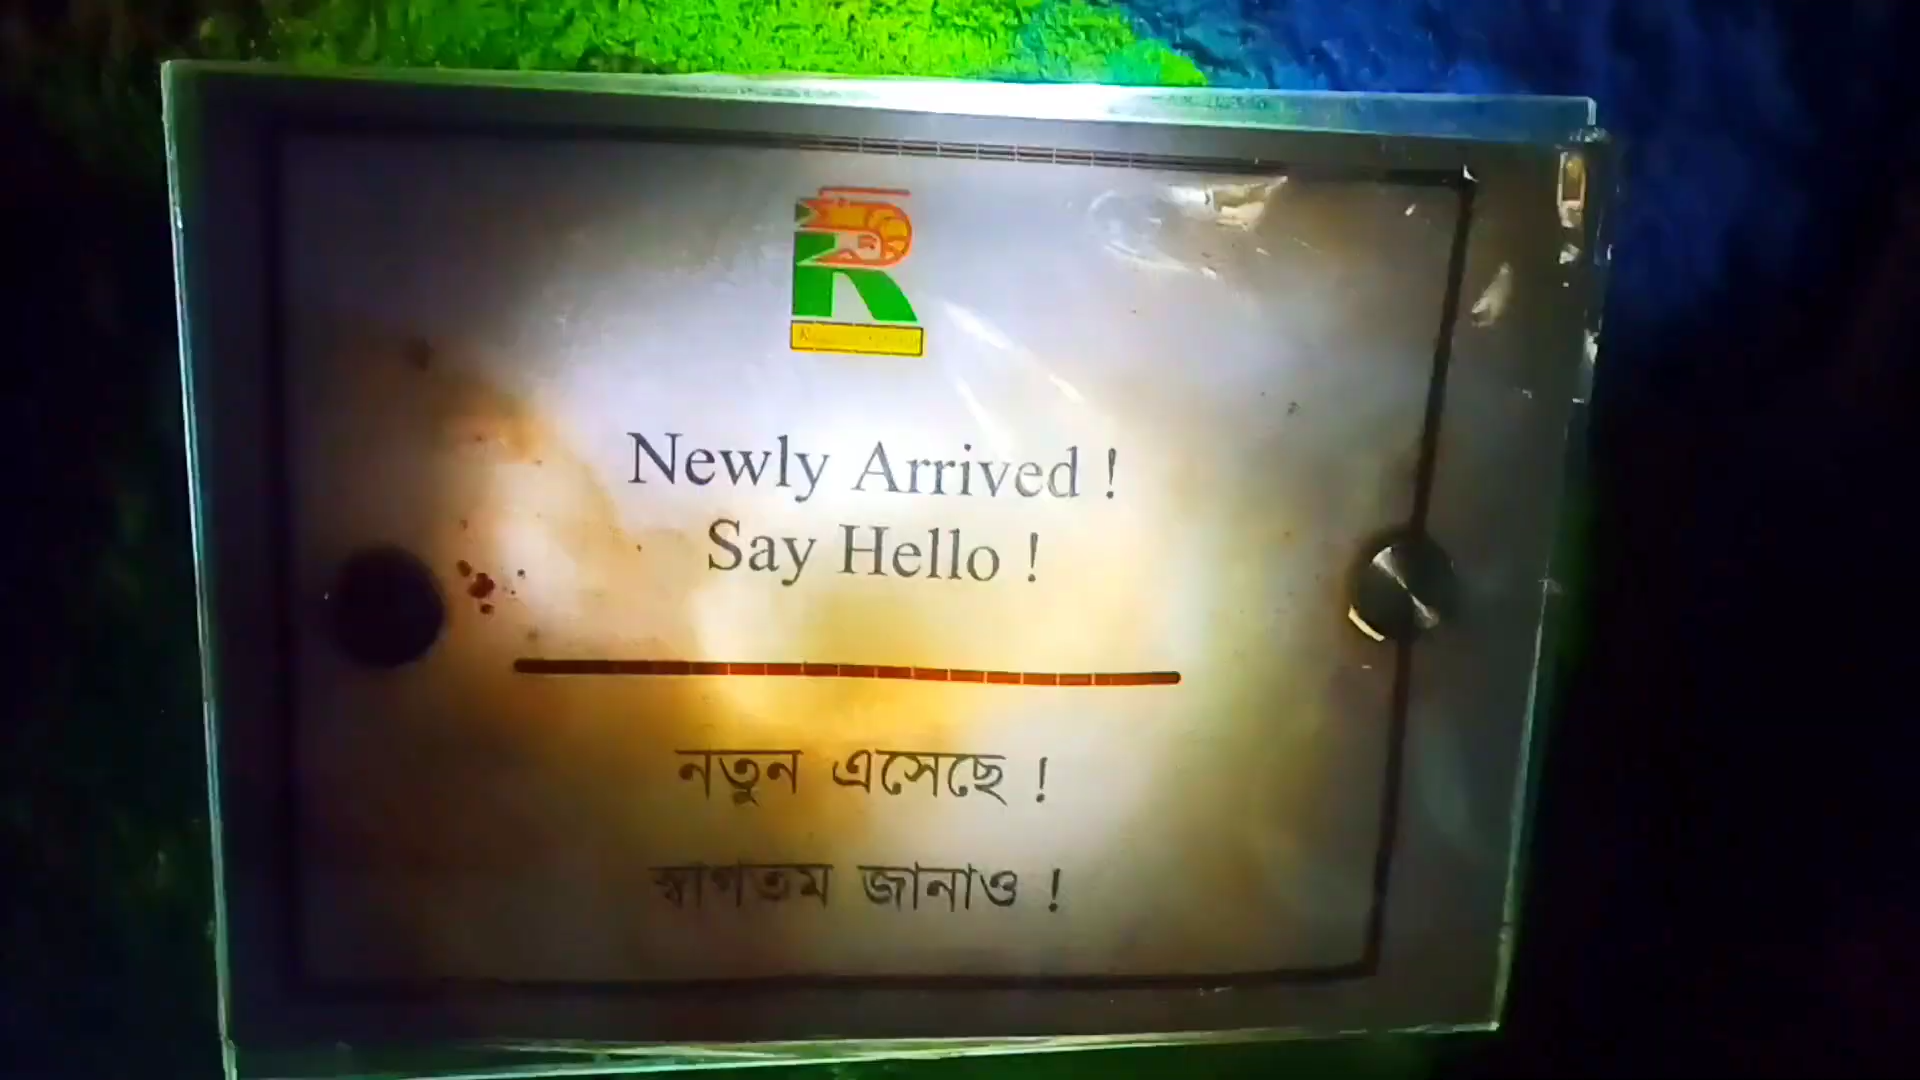 Newly Arrived !
Say Hello !
নতুন এসেছে !
স্বাগতম জানাও !